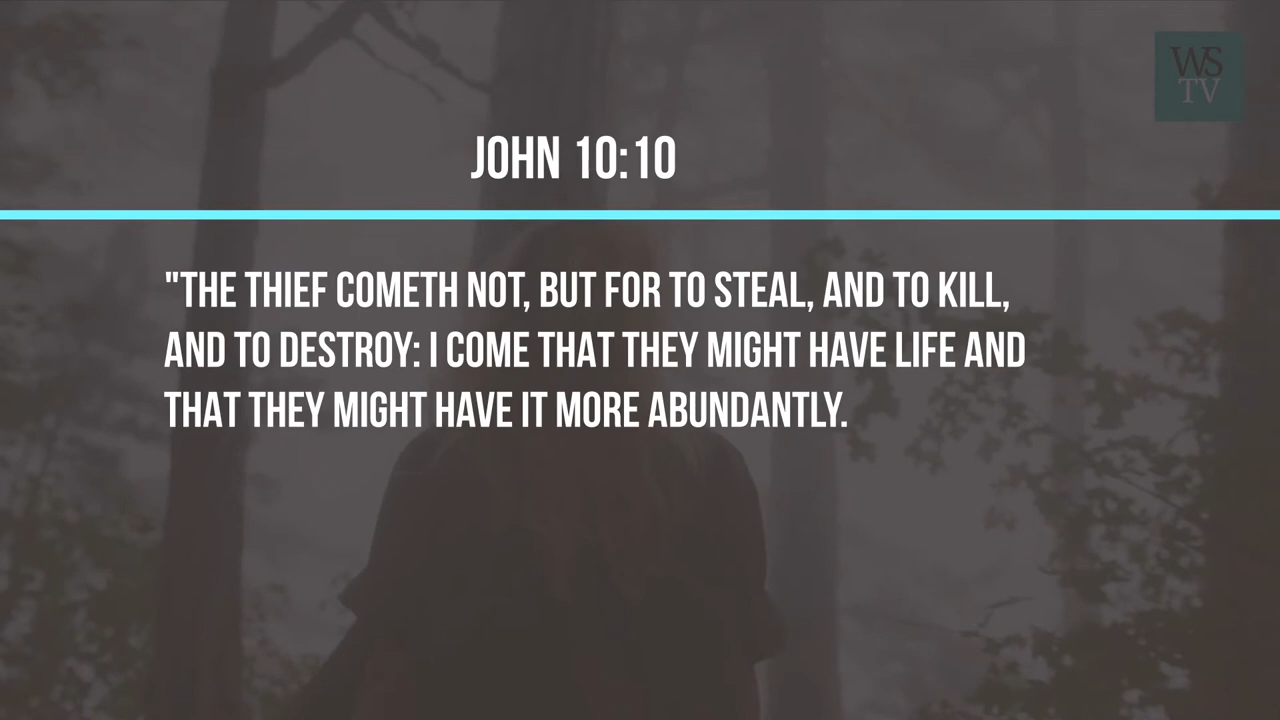 WS
TV
JOHN 10:10
"THE THIEF COMETH NOT, BUT FOR TO STEAL, AND TO KILL,
AND TO DESTROY: I COME THAT THEY MIGHT HAVE LIFE AND
THAT THEY MIGHT HAVE IT MORE ABUNDANTLY.